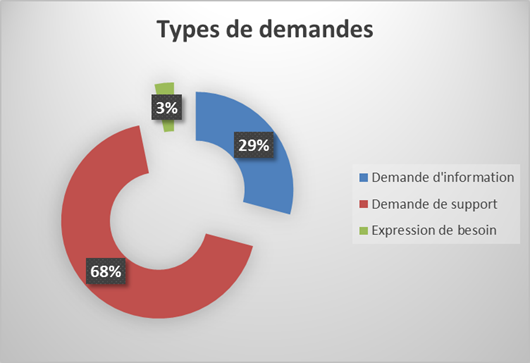 Types de demandes
3%
29%
68%
Demande d'information
Demande de support
Expression de besoin